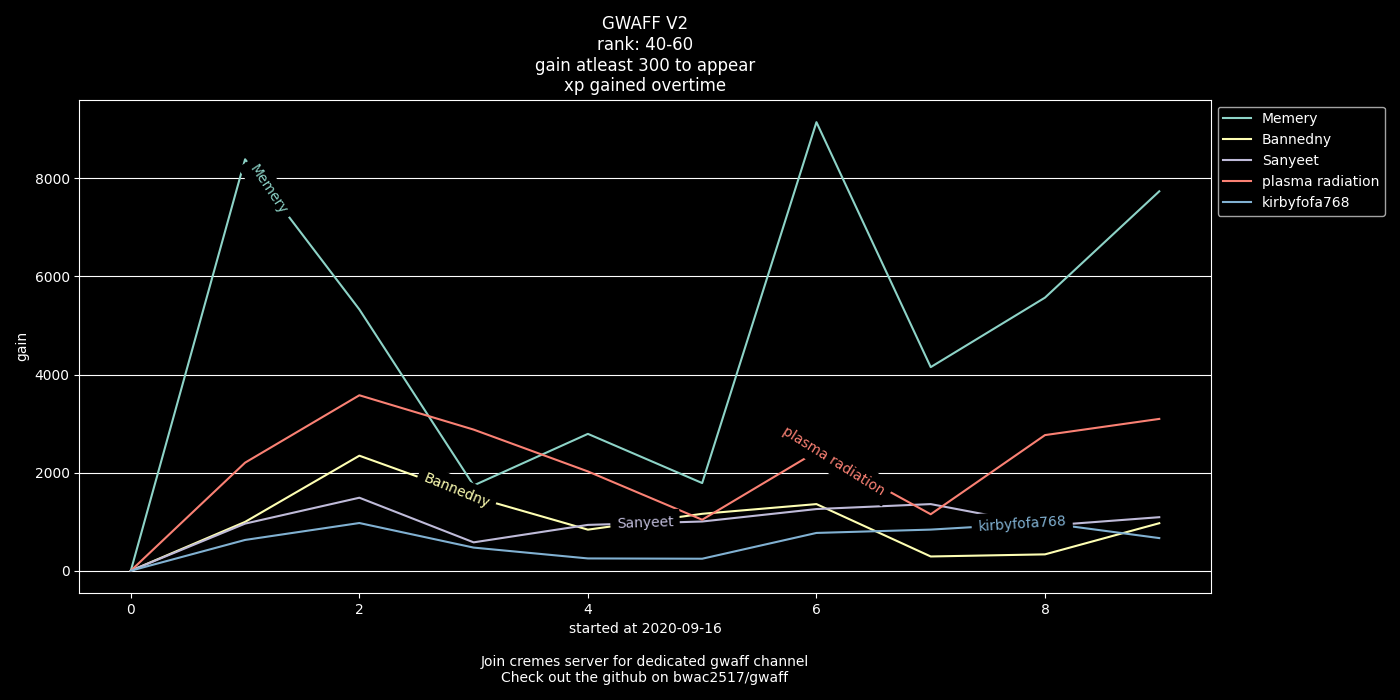 GWAFF V2
rank: 40-60
gain atleast 300 to appear
xp gained overtime
Memery
Bannedny
Sanyeet
plasma radiation
kirbyfofa768
gain
8000
6000
4000
2000
0
Memery
Bannedny
Sanyeet
plasma radiation
kirbyfofa768
0 2 4 6 8
started at 2020-09-16
Join cremes server for dedicated gwaff channel
Check out the github on bwac2517/gwaff